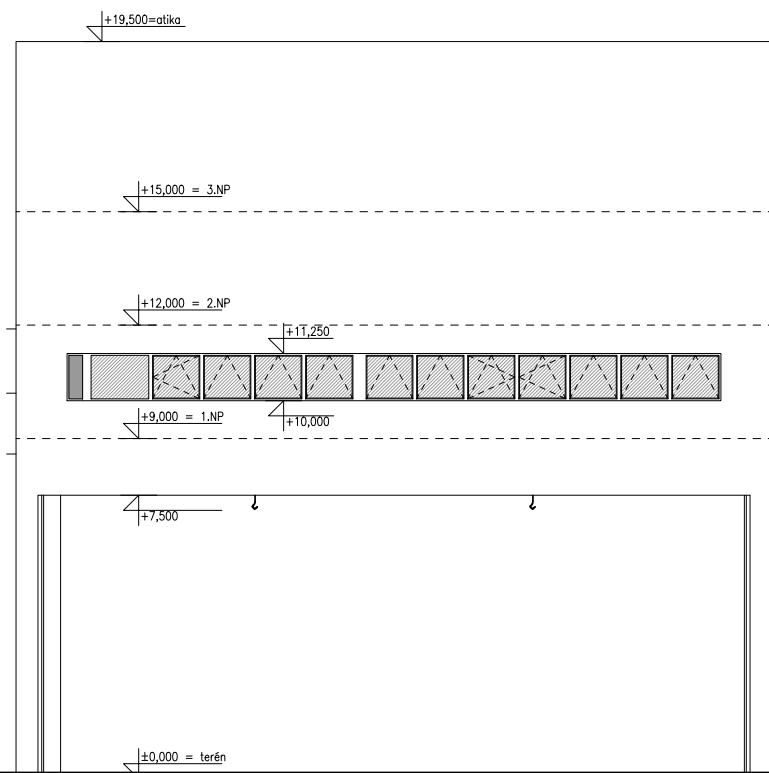 +19,500=atika
+15,000 = 3.NP
+12,000 = 2.NP
+11,250
+9,000 = 1.NP
+10,000
+7,500
±0,000 = terén